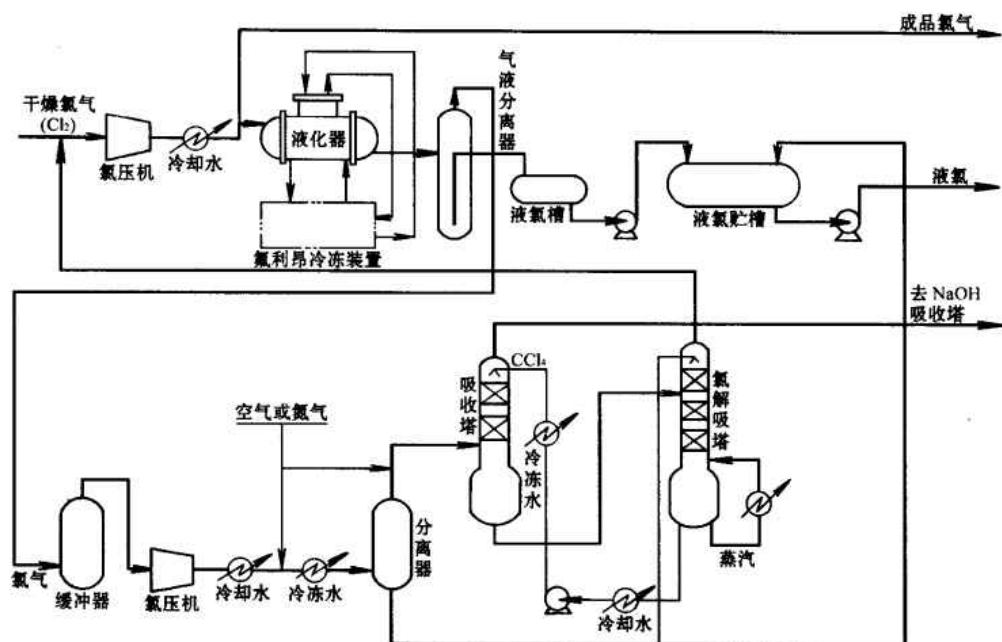 成品氯气
干燥氯气
(Cl₂)
氯压机
冷却水
液化器
氟利昂冷冻装置
气液分离器
液氯槽
液氯贮槽
液氯
去 NaOH
吸收塔
CCl₄
吸收塔
冷冻水
氯解吸塔
蒸汽
空气或氮气
氯气
缓冲器
氯压机
冷却水
冷冻水
分离器
冷却水